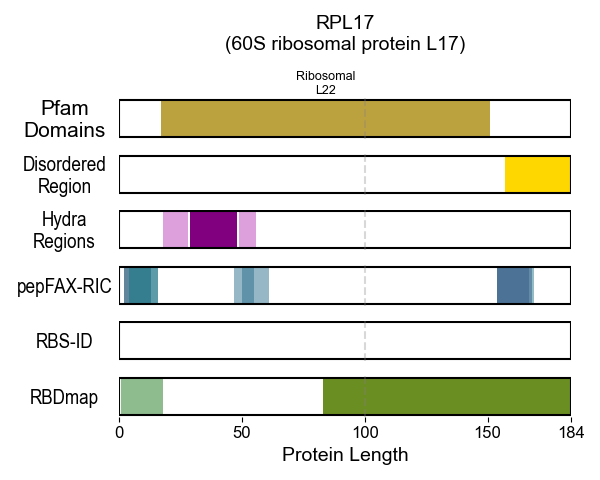 RPL17
(60S ribosomal protein L17)
Ribosomal
L22
Pfam
Domains
Disordered
Region
Hydra
Regions
pepFAX-RIC
RBS-ID
RBDmap
0 50 100 150 184
Protein Length